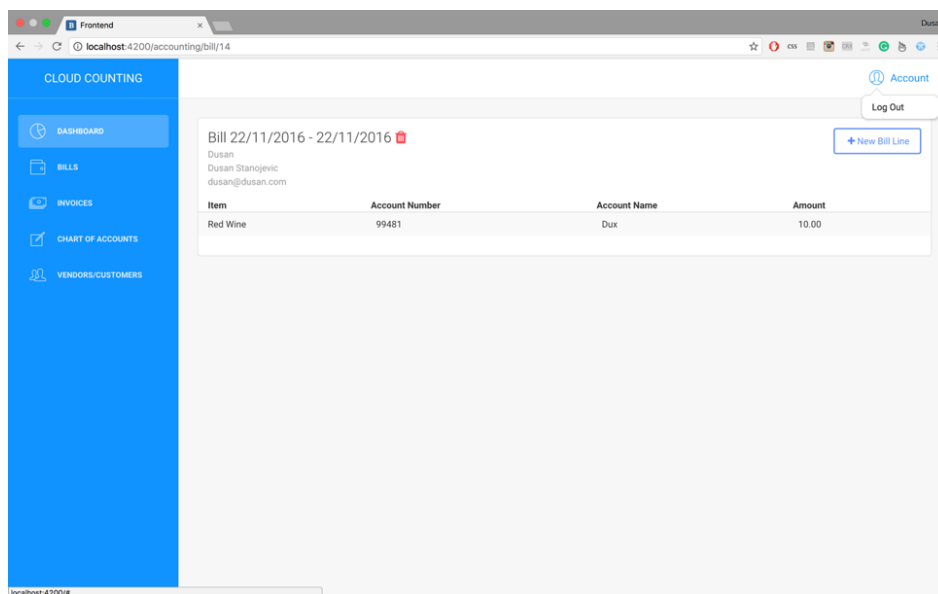 Frontend
Dusa
localhost:4200/accounting/bill/14
css
CLOUD COUNTING
Account
Log Out
DASHBOARD
BILLS
INVOICES
CHART OF ACCOUNTS
VENDORS/CUSTOMERS
Bill 22/11/2016 - 22/11/2016
+ New Bill Line
Dusan
Dusan Stanojevic
dusan@dusan.com
Item Account Number Account Name Amount
Red Wine 99481 Dux 10.00
localhost:4200/#